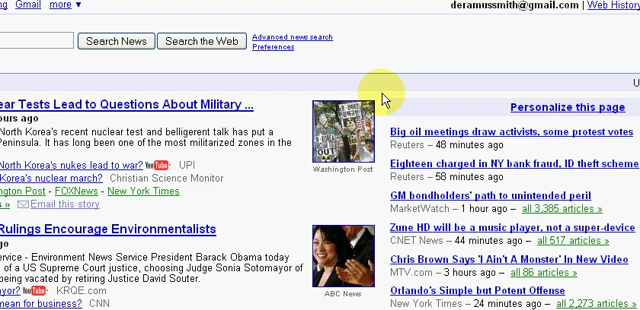 ng Gmail more ▼ deramussmith@gmail.com | Web History
Search News Search the Web Advanced news search
Preferences
U
ear Tests Lead to Questions About Military ...
ours ago
North Korea's recent nuclear test and belligerent talk has put a
Peninsula. It has long been one of the most militarized zones in the
North Korea's nukes lead to war? YouTube - UPI
Korea's nuclear march? Christian Science Monitor
ngton Post - FOXNews - New York Times
s » Email this story
Washington Post
Rulings Encourage Environmentalists
go
ervice - Environment News Service President Barack Obama today
of a US Supreme Court justice, choosing Judge Sonia Sotomayor of
being vacated by retiring Justice David Souter.
ayor? YouTube - KRQE.com
mean for business? CNN
ABC News
Personalize this page
Big oil meetings draw activists, some protest votes
Reuters - 48 minutes ago
Eighteen charged in NY bank fraud, ID theft scheme
Reuters - 58 minutes ago
GM bondholders' path to unintended peril
MarketWatch - 1 hour ago - all 3,385 articles »
Zune HD will be a music player, not a super-device
CNET News - 44 minutes ago - all 517 articles »
Chris Brown Says 'I Ain't A Monster' In New Video
MTV.com - 3 hours ago - all 86 articles »
Orlando's Simple but Potent Offense
New York Times - 24 minutes ago - all 2,273 articles »